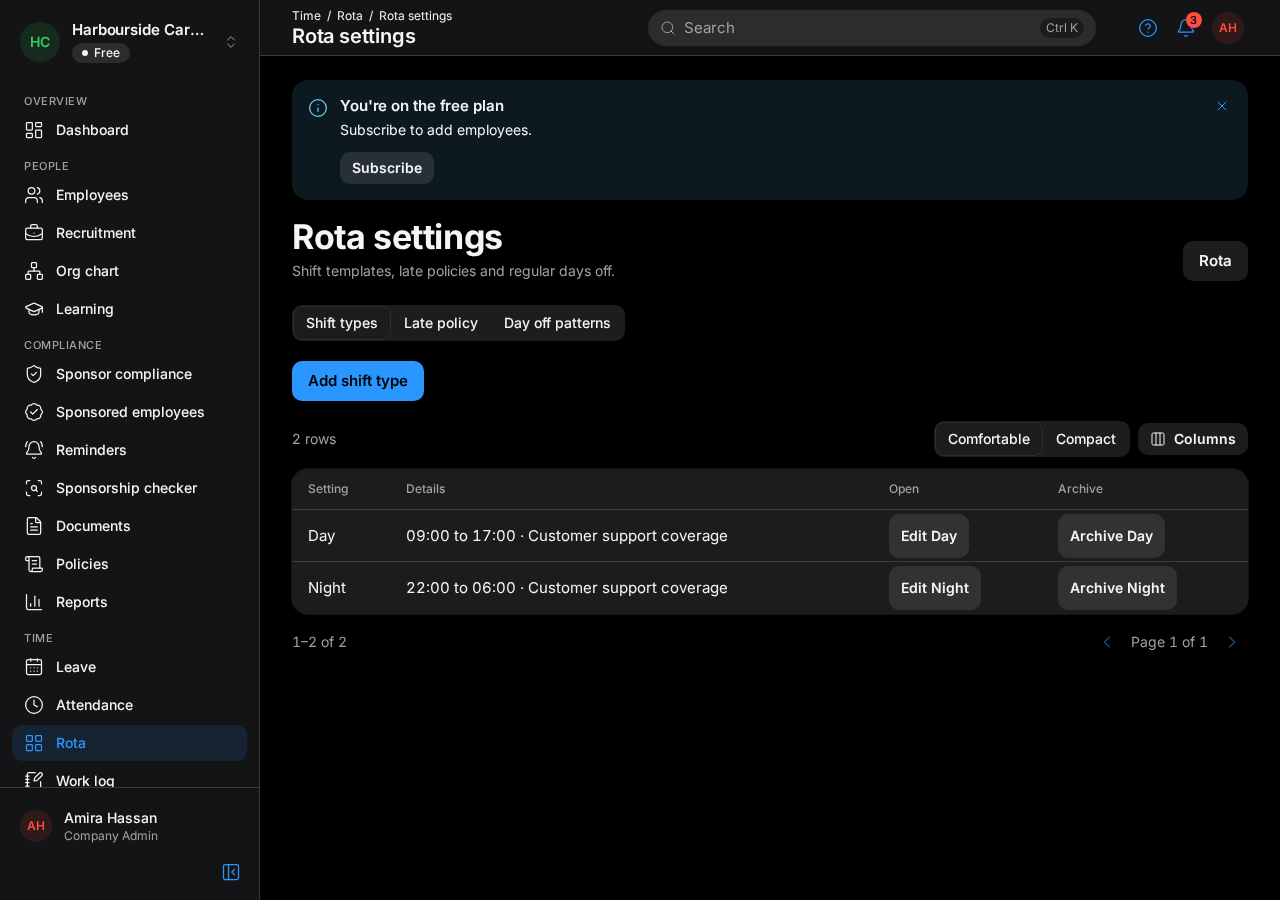 HC
Harbourside Car...
Free
OVERVIEW
Dashboard
PEOPLE
Employees
Recruitment
Org chart
Learning
COMPLIANCE
Sponsor compliance
Sponsored employees
Reminders
Sponsorship checker
Documents
Policies
Reports
TIME
Leave
Attendance
Rota
Work log
AH
Amira Hassan
Company Admin
Time / Rota / Rota settings
Rota settings
Search
Ctrl K
3
AH
You're on the free plan
Subscribe to add employees.
Subscribe
Rota settings
Shift templates, late policies and regular days off.
Rota
Shift types Late policy Day off patterns
Add shift type
2 rows
Comfortable Compact Columns
Setting Details Open Archive
Day 09:00 to 17:00 · Customer support coverage Edit Day Archive Day
Night 22:00 to 06:00 · Customer support coverage Edit Night Archive Night
1–2 of 2
Page 1 of 1